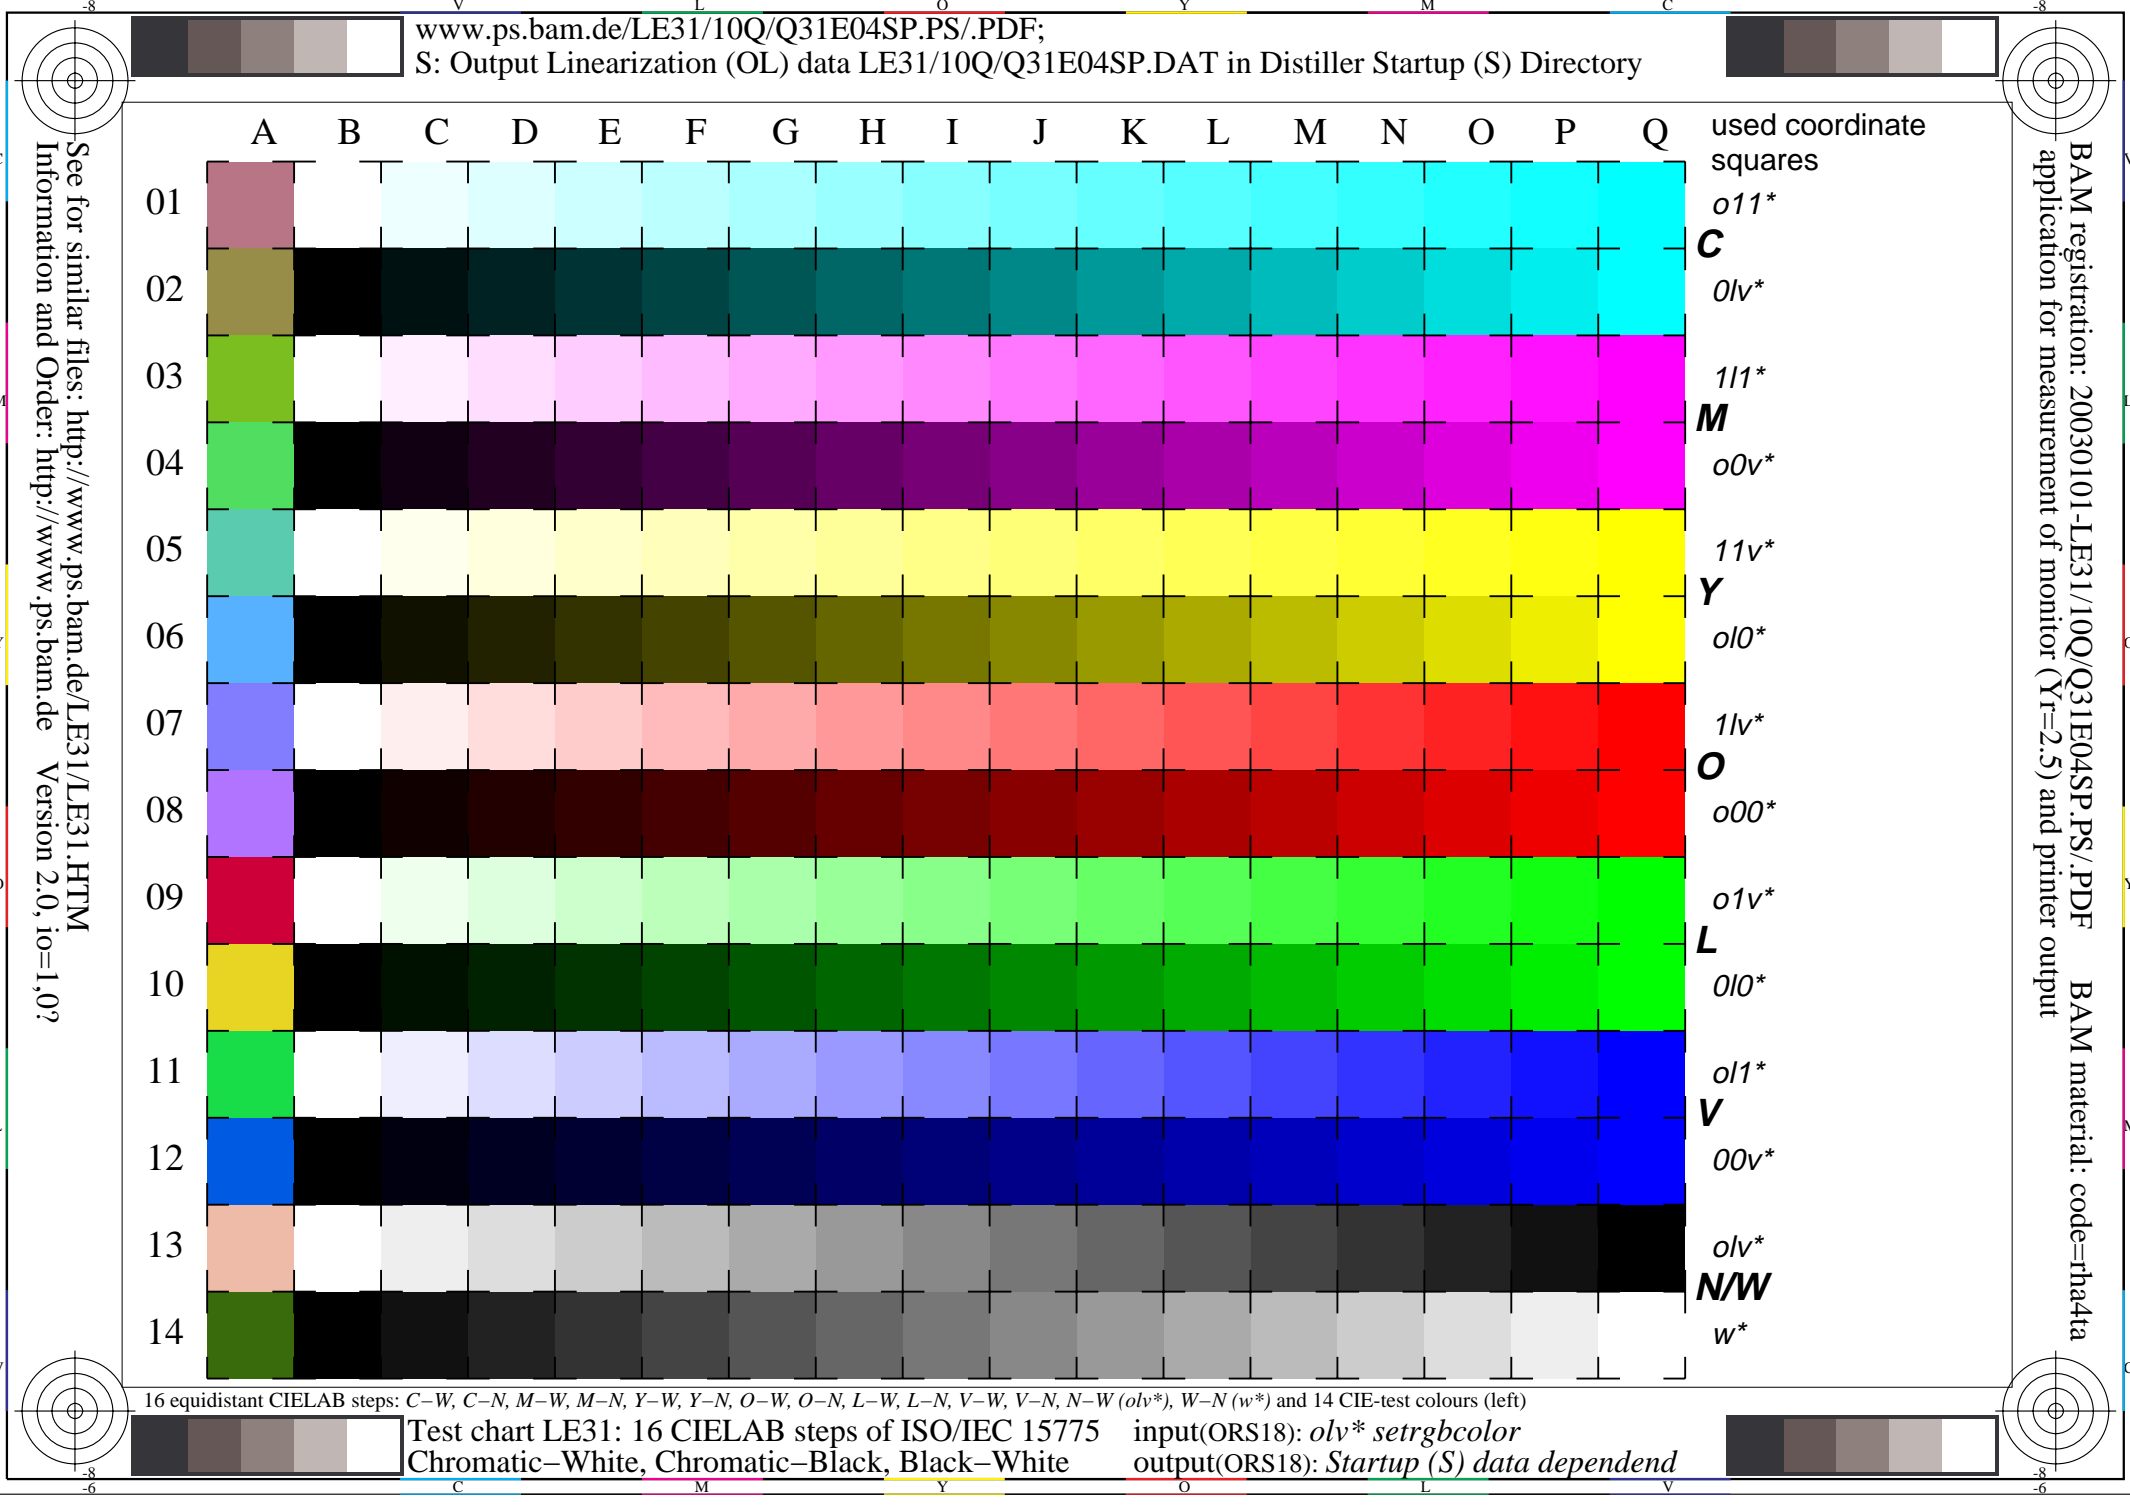 -8 V L O Y M C -8
www.ps.bam.de/LE31/10Q/Q31E04SP.PS/.PDF;
S: Output Linearization (OL) data LE31/10Q/Q31E04SP.DAT in Distiller Startup (S) Directory
See for similar files: http://www.ps.bam.de/LE31/LE31.HTM
Information and Order: http://www.ps.bam.de Version 2.0, io=1,0?
A B C D E F G H I J K L M N O P Q
used coordinate
squares
01 o11*
C
02 0lv*
03 1l1*
M
04 o0v*
05 11v*
Y
06 ol0*
07 1lv*
O
08 o00*
09 o1v*
L
10 0l0*
11 ol1*
V
12 00v*
13 olv*
N/W
14 w*
BAM registration: 20030101-LE31/10Q/Q31E04SP.PS/.PDF BAM material: code=rha4ta
application for measurement of monitor (Yr=2.5) and printer output
16 equidistant CIELAB steps: C−W, C−N, M−W, M−N, Y−W, Y−N, O−W, O−N, L−W, L−N, V−W, V−N, N−W (olv*), W−N (w*) and 14 CIE-test colours (left)
Test chart LE31: 16 CIELAB steps of ISO/IEC 15775 input(ORS18): olv* setrgbcolor
Chromatic−White, Chromatic−Black, Black−White output(ORS18): Startup (S) data dependend
-8 -8
-6 C M Y O L V -6